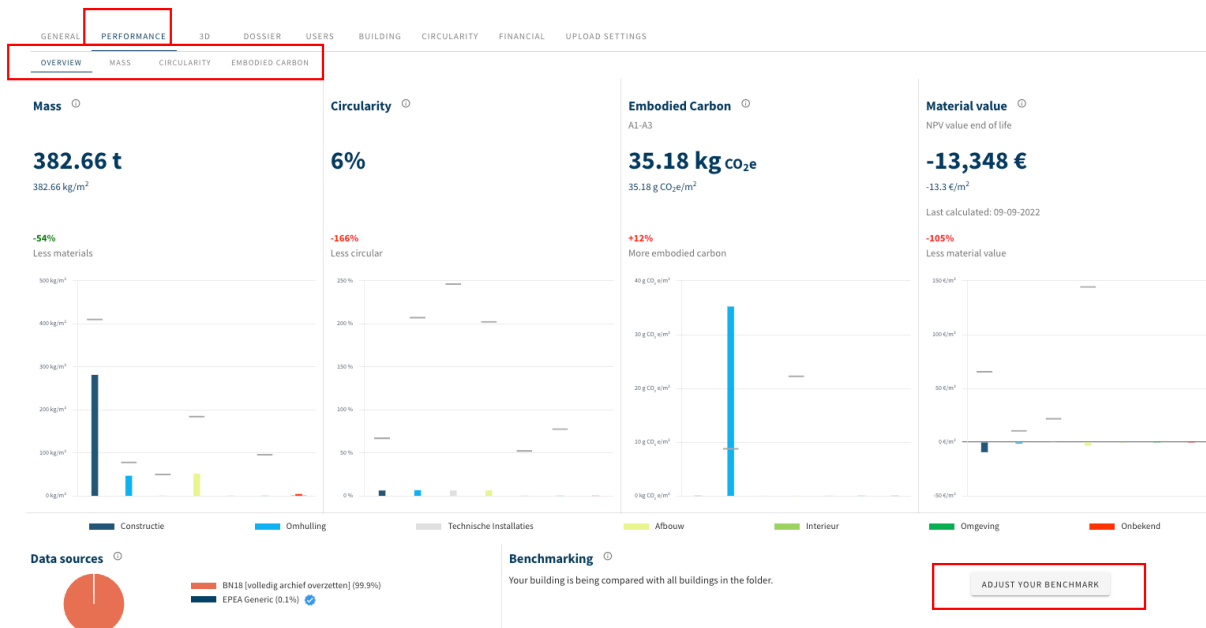 GENERAL PERFORMANCE 3D DOSSIER USERS BUILDING CIRCULARITY FINANCIAL UPLOAD SETTINGS
OVERVIEW MASS CIRCULARITY EMBODIED CARBON
Mass
382.66 t
382.66 kg/m²
-54%
Less materials
500 kg/m²
400 kg/m²
300 kg/m²
200 kg/m²
100 kg/m²
0 kg/m²
Circularity
6%
-166%
Less circular
250 %
200 %
150 %
100 %
50 %
0 %
Embodied Carbon
A1-A3
35.18 kg CO₂e
35.18 g CO₂e/m²
+12%
More embodied carbon
40 g CO₂ e/m²
30 g CO₂ e/m²
20 g CO₂ e/m²
10 g CO₂ e/m²
0 kg CO₂ e/m²
Material value
NPV value end of life
-13,348 €
-13.3 €/m²
Last calculated: 09-09-2022
-105%
Less material value
150 €/m²
100 €/m²
50 €/m²
0 €/m²
-50 €/m²
Constructie Omhulling Technische Installaties Afbouw Interieur Omgeving Onbekend
Data sources
BN18 [volledig archief overzetten] (99.9%)
EPEA Generic (0.1%)
Benchmarking
Your building is being compared with all buildings in the folder.
ADJUST YOUR BENCHMARK